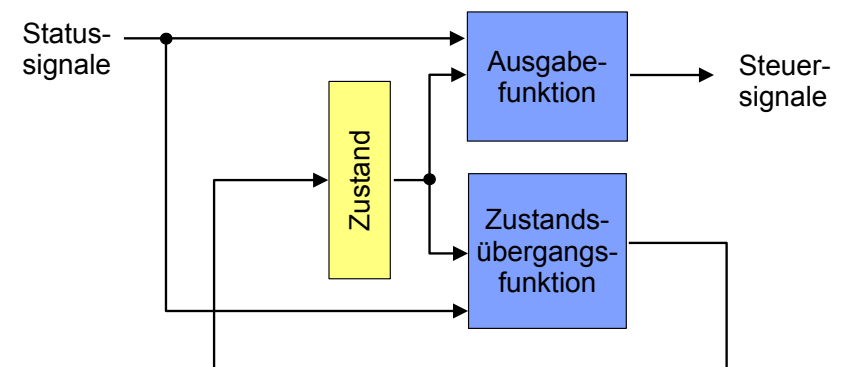 Status-
signale
Ausgabe-
funktion
Steuer-
signale
Zustand
Zustands-
übergangs-
funktion